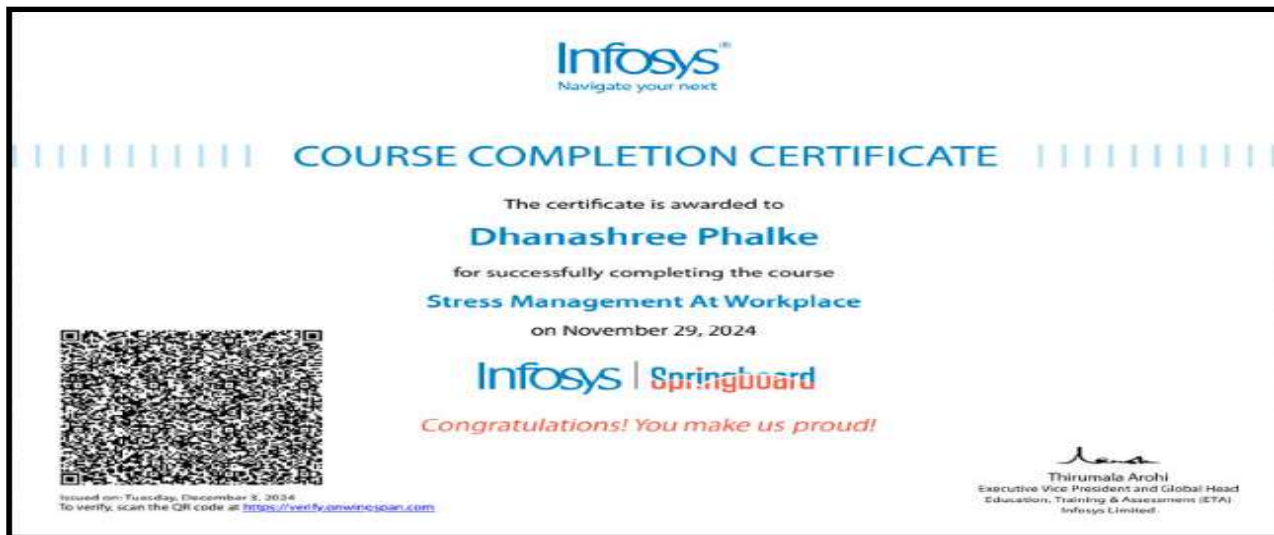 Infosys®
Navigate your next
COURSE COMPLETION CERTIFICATE
The certificate is awarded to
Dhanashree Phalke
for successfully completing the course
Stress Management At Workplace
on November 29, 2024
Infosys | Springboard
Congratulations! You make us proud!
Issued on: Tuesday, December 3, 2024
To verify, scan the QR code at https://verify.onwingspan.com
Thirumala Arohi
Executive Vice President and Global Head
Education, Training & Assessment (ETA)
Infosys Limited